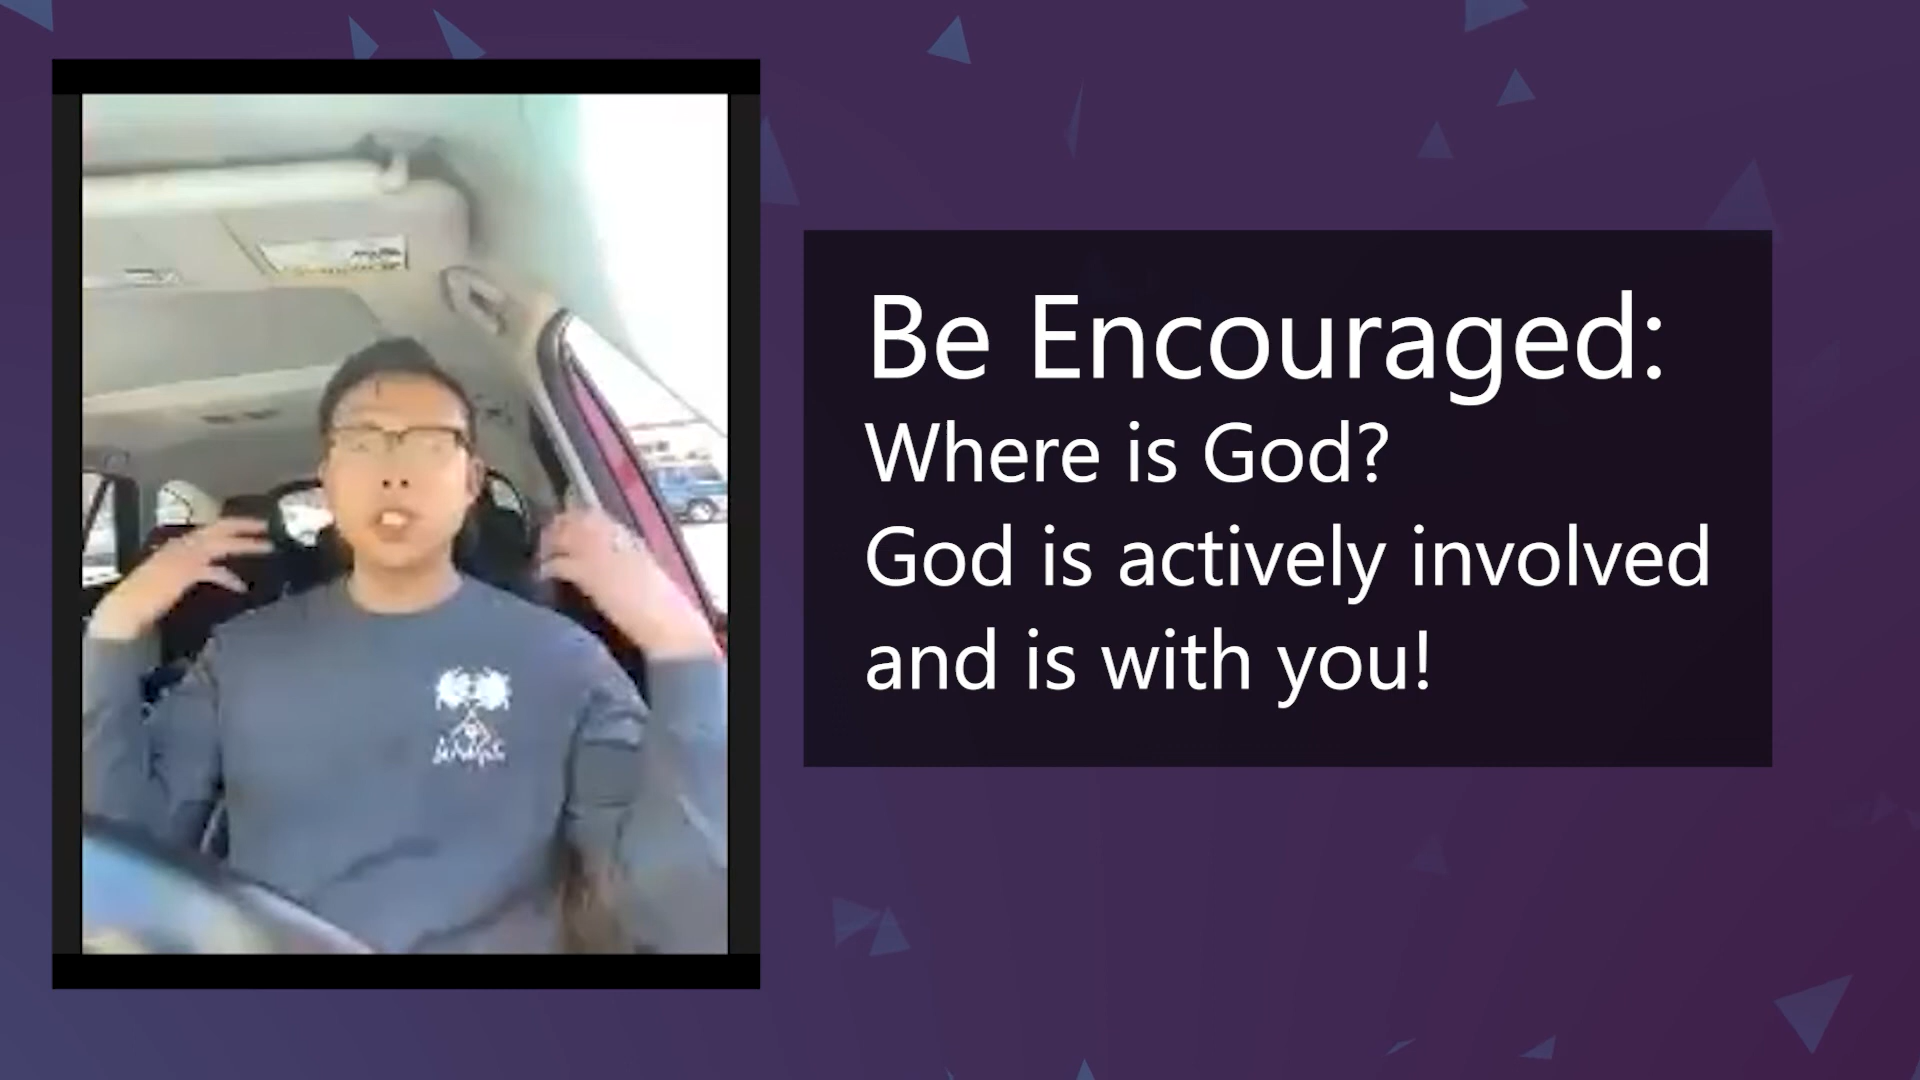 Be Encouraged:
Where is God?
God is actively involved
and is with you!